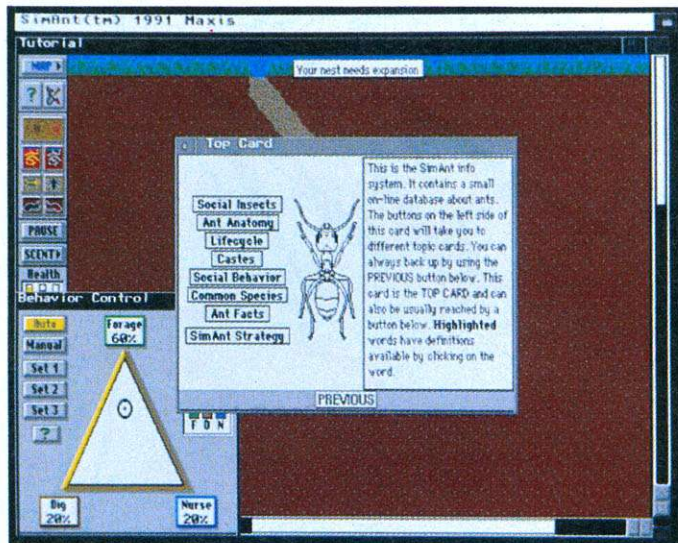 SimAnt(tm) 1991 Maxis
Tutorial
MAP
Your nest needs expansion
?
Top Card
Social Insects
Ant Anatomy
Lifecycle
Castes
Social Behavior
Common Species
Ant Facts
SimAnt Strategy
This is the SimAnt info
system. It contains a small
on-line database about ants.
The buttons on the left side of
this card will take you to
different topic cards. You can
always back up by using the
PREVIOUS button below. This
card is the TOP CARD and can
also be usually reached by a
button below. Highlighted
words have definitions
available by clicking on the
word.
PREVIOUS
PAUSE
SCENT
Health
Behavior Control
Auto
Manual
Set 1
Set 2
Set 3
?
Forage
60%
F D N
Dig
20%
Nurse
20%